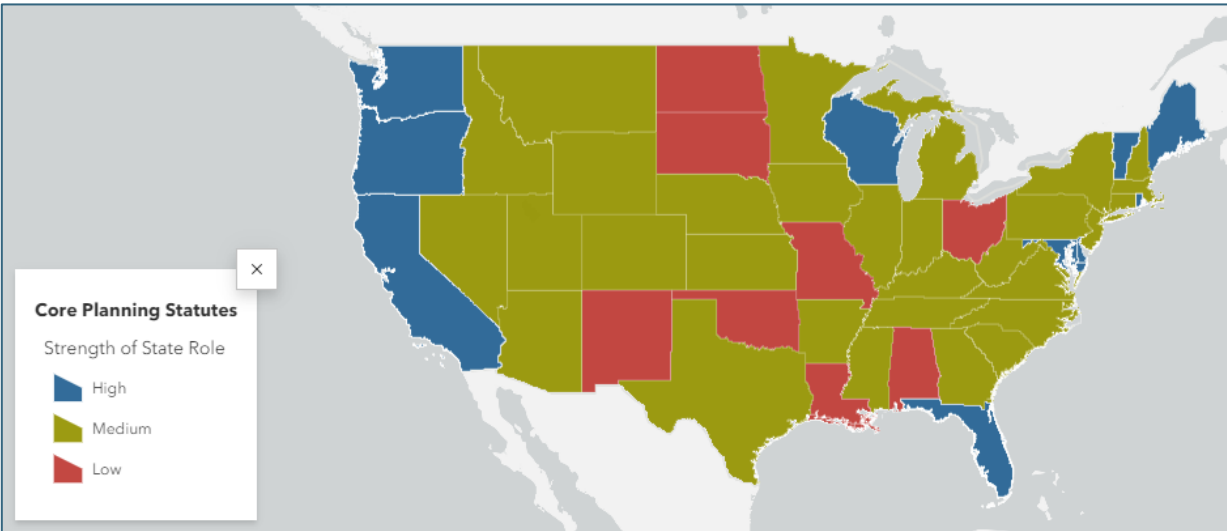 ×
Core Planning Statutes
Strength of State Role
High
Medium
Low